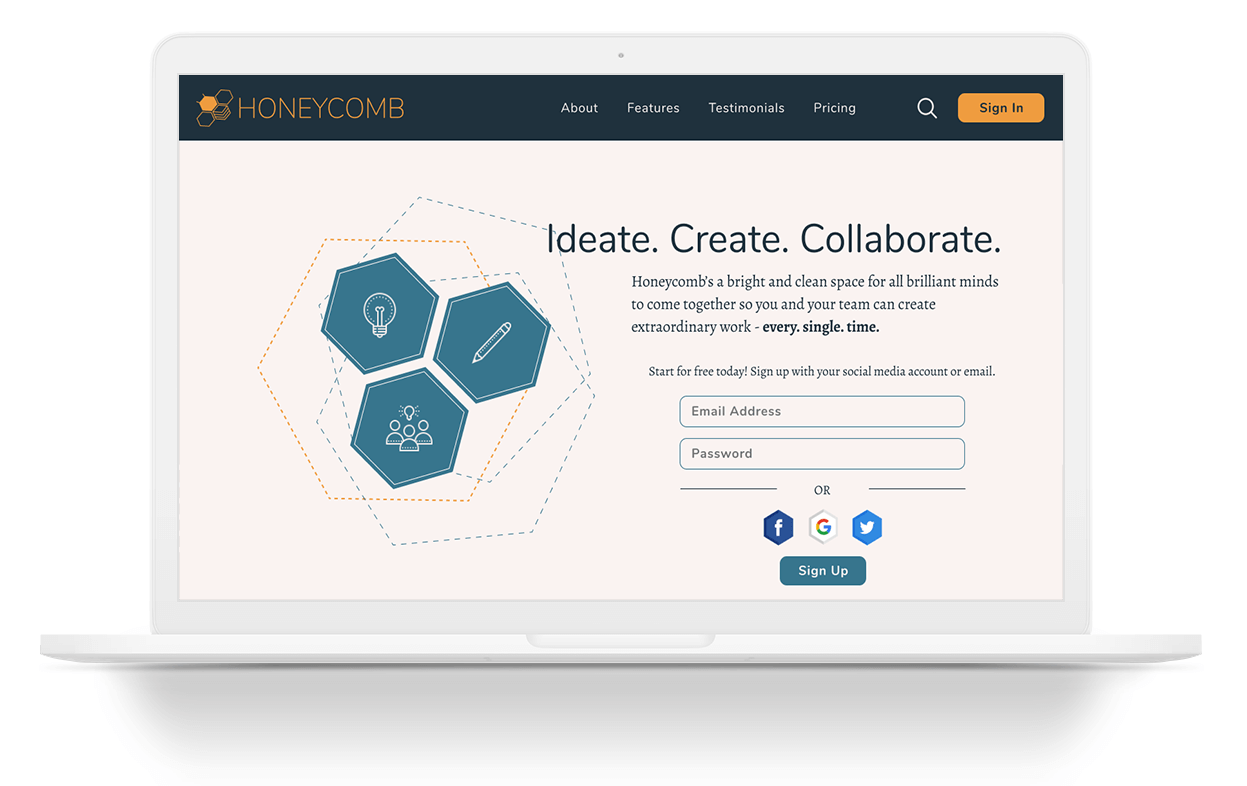 HONEYCOMB
About Features Testimonials Pricing
Sign In
Ideate. Create. Collaborate.
Honeycomb's a bright and clean space for all brilliant minds
to come together so you and your team can create
extraordinary work - every. single. time.
Start for free today! Sign up with your social media account or email.
Email Address
Password
OR
f G
Sign Up